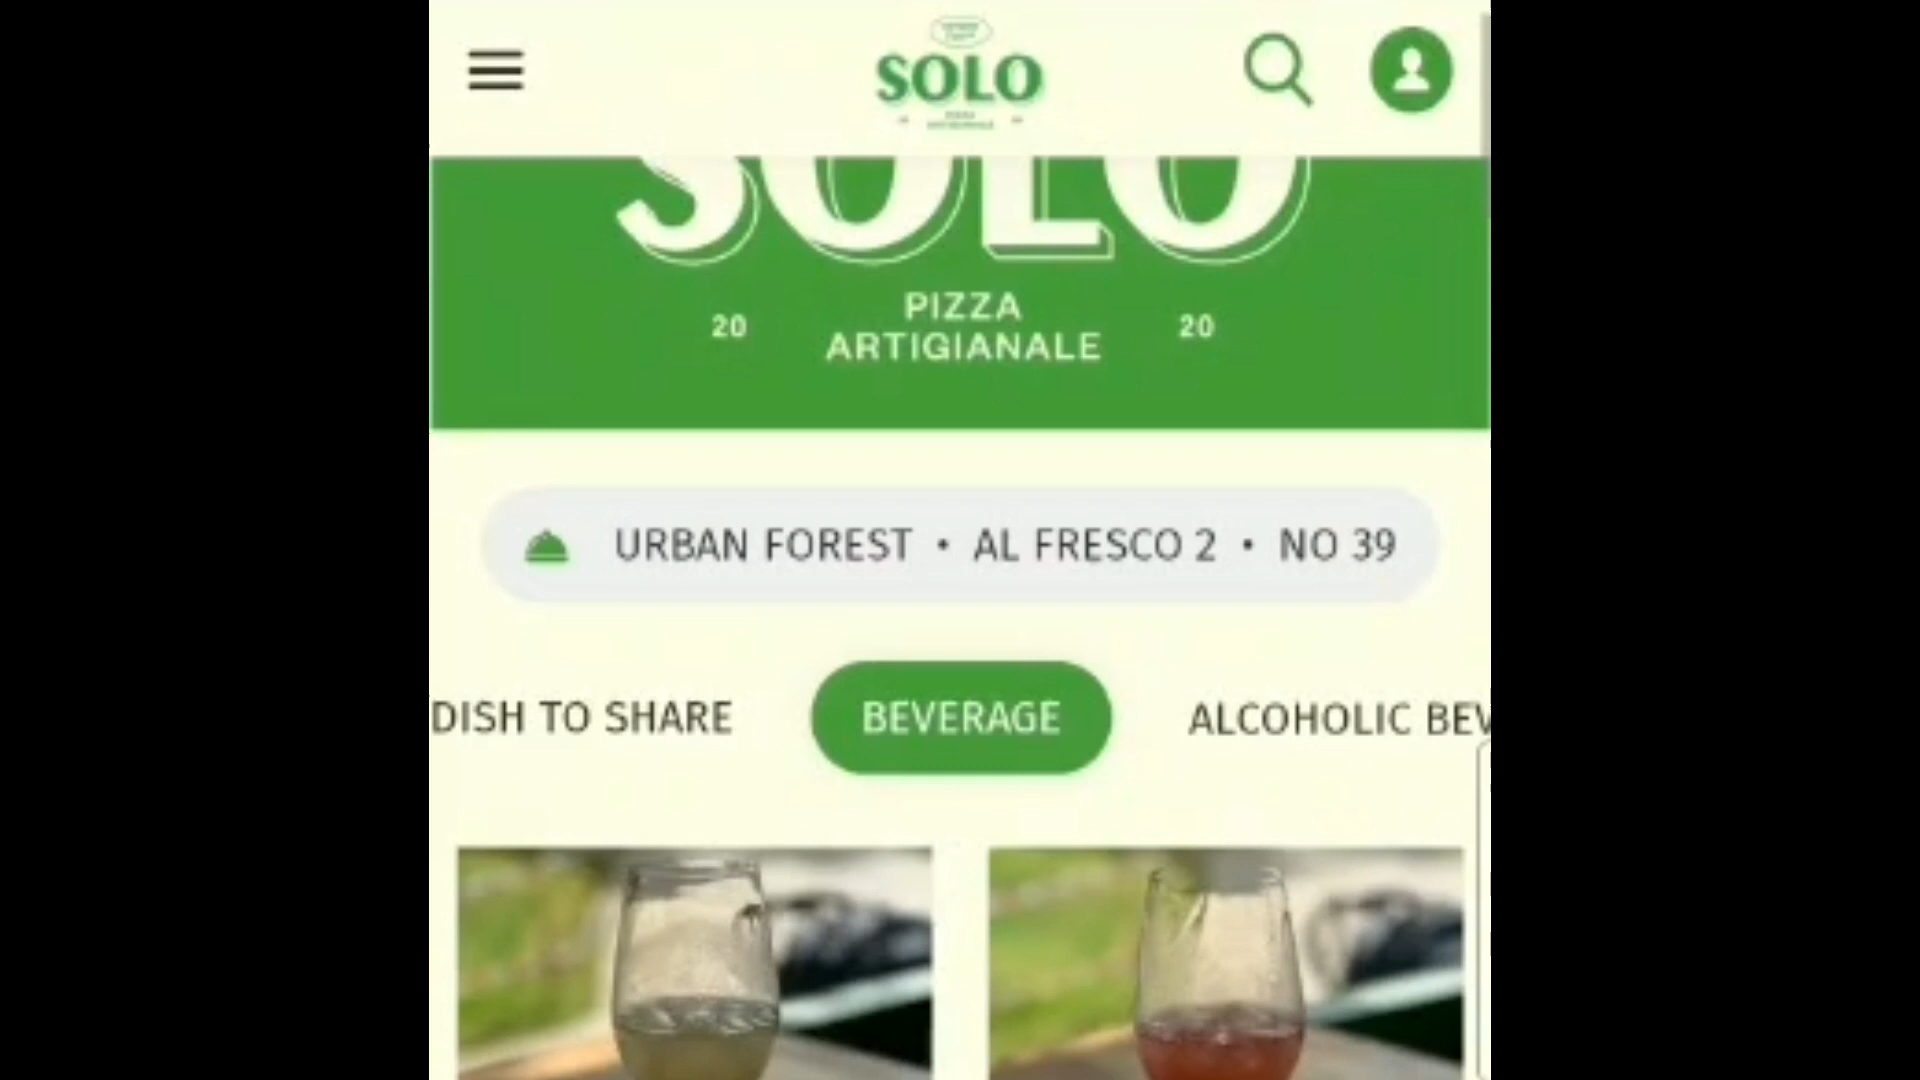 SOLO
SOLO
PIZZA
20 ARTIGIANALE 20
URBAN FOREST • AL FRESCO 2 • NO 39
DISH TO SHARE BEVERAGE ALCOHOLIC BEV